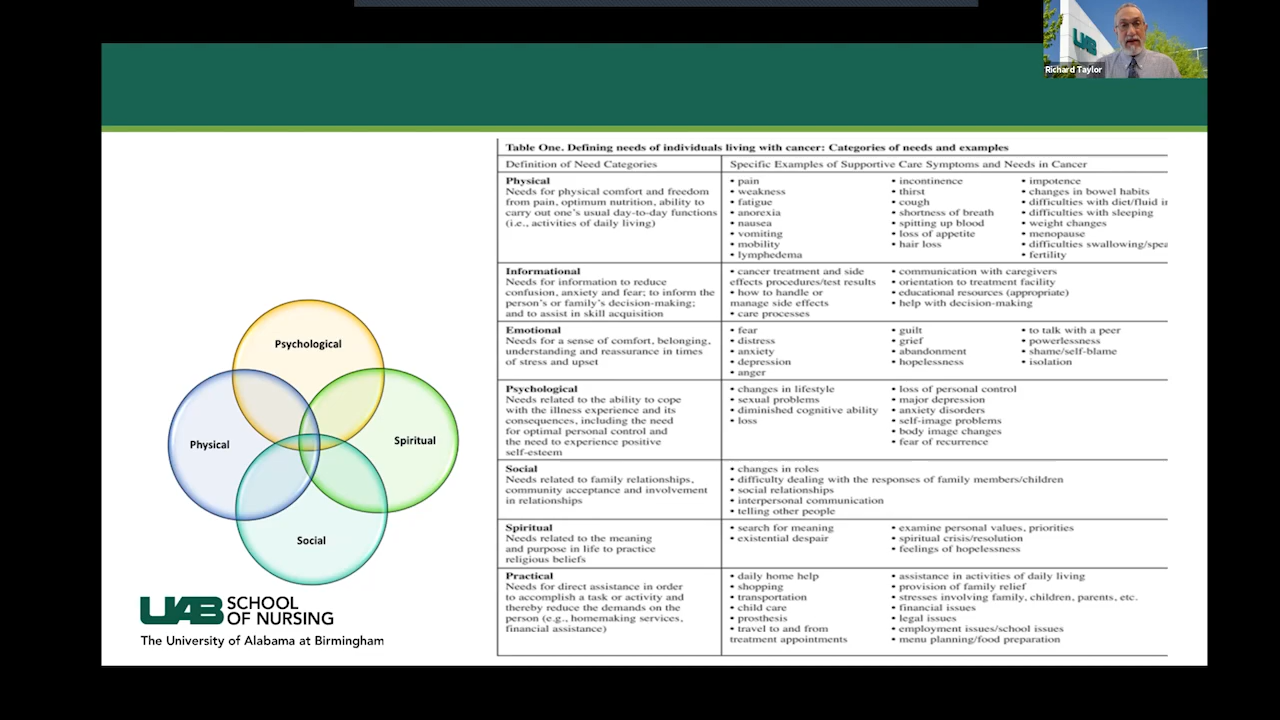 UAB
Richard Taylor
Psychological
Physical
Spiritual
Social
UAB SCHOOL
OF NURSING
The University of Alabama at Birmingham
Table One. Defining needs of individuals living with cancer: Categories of needs and examples
Definition of Need Categories
Specific Examples of Supportive Care Symptoms and Needs in Cancer
Physical
Needs for physical comfort and freedom
from pain, optimum nutrition, ability to
carry out one's usual day-to-day functions
(i.e., activities of daily living)
• pain
• weakness
• fatigue
• anorexia
• nausea
• vomiting
• mobility
• lymphedema
• incontinence
• thirst
• cough
• shortness of breath
• spitting up blood
• loss of appetite
• hair loss
• impotence
• changes in bowel habits
• difficulties with diet/fluid
• difficulties with sleeping
• weight changes
• menopause
• difficulties swallowing/spea
• fertility
Informational
Needs for information to reduce
confusion, anxiety and fear; to inform the
person's or family's decision-making;
and to assist in skill acquisition
• cancer treatment and side
effects procedures/test results
• how to handle or
manage side effects
• care processes
• communication with caregivers
• orientation to treatment facility
• educational resources (appropriate)
• help with decision-making
Emotional
Needs for a sense of comfort, belonging,
understanding and reassurance in times
of stress and upset
• fear
• distress
• anxiety
• depression
• anger
• guilt
• grief
• abandonment
• hopelessness
• to talk with a peer
• powerlessness
• shame/self-blame
• isolation
Psychological
Needs related to the ability to cope
with the illness experience and its
consequences, including the need
for optimal personal control and
the need to experience positive
self-esteem
• changes in lifestyle
• sexual problems
• diminished cognitive ability
• loss
• loss of personal control
• major depression
• anxiety disorders
• self-image problems
• body image changes
• fear of recurrence
Social
Needs related to family relationships,
community acceptance and involvement
in relationships
• changes in roles
• difficulty dealing with the responses of family members/children
• social relationships
• interpersonal communication
• telling other people
Spiritual
Needs related to the meaning
and purpose in life to practice
religious beliefs
• search for meaning
• existential despair
• examine personal values, priorities
• spiritual crisis/resolution
• feelings of hopelessness
Practical
Needs for direct assistance in order
to accomplish a task or activity and
thereby reduce the demands on the
person (e.g., homemaking services,
financial assistance)
• daily home help
• shopping
• transportation
• child care
• prosthesis
• travel to and from
treatment appointments
• assistance in activities of daily living
• provision of family relief
• stresses involving family, children, parents, etc.
• financial issues
• legal issues
• employment issues/school issues
• menu planning/food preparation